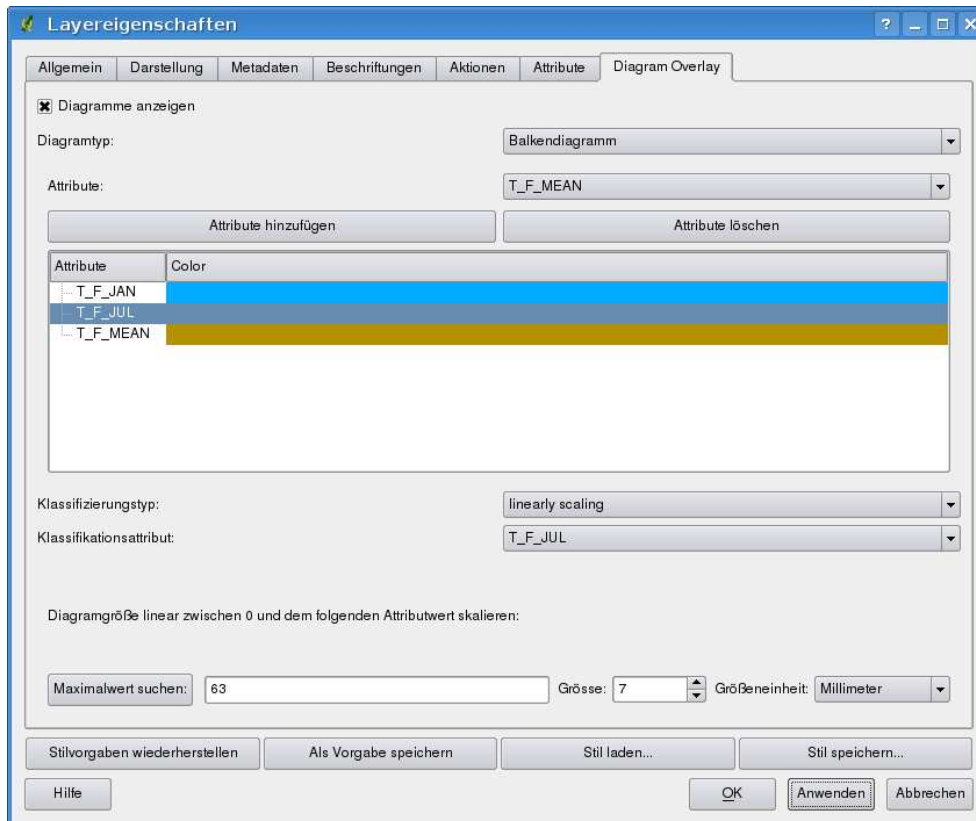 Layereigenschaften
Allgemein Darstellung Metadaten Beschriftungen Aktionen Attribute Diagram Overlay
Diagramme anzeigen
Diagramtyp: Balkendiagramm
Attribute: T_F_MEAN
Attribute hinzufügen Attribute löschen
Attribute Color
T_F_JAN
T_F_JUL
T_F_MEAN
Klassifizierungstyp: linearly scaling
Klassifikationsattribut: T_F_JUL
Diagramgröße linear zwischen 0 und dem folgenden Attributwert skalieren:
Maximalwert suchen: 63 Grösse: 7 Größeneinheit: Millimeter
Stilvorgaben wiederherstellen Als Vorgabe speichern Stil laden... Stil speichern...
Hilfe OK Anwenden Abbrechen